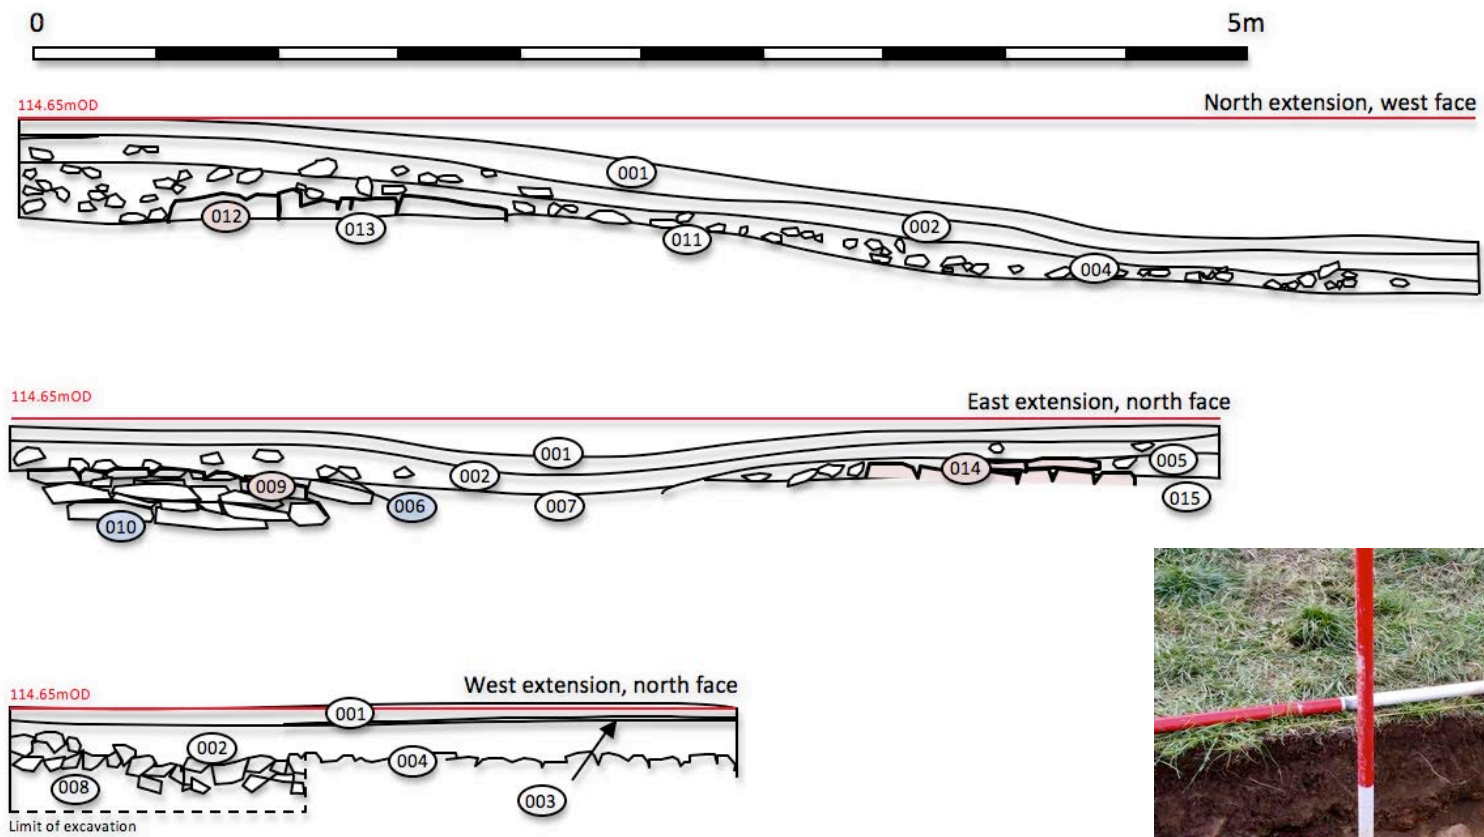 0 5m
114.65mOD North extension, west face
001
012 013 011 002 004
114.65mOD East extension, north face
001
002 009 014 005
010 006 007 015
114.65mOD West extension, north face
001
002 004
008 003
Limit of excavation